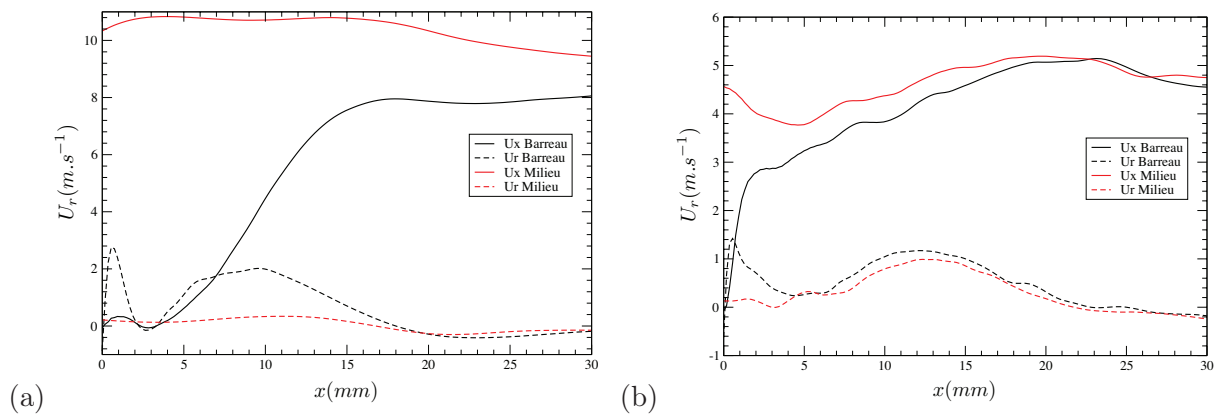 10
8
6
4
2
0
U_r(m.s^{-1})
Ux Barreau
Ur Barreau
Ux Milieu
Ur Milieu
0 5 10 15 20 25 30
x(mm)
(a)
6
5
4
3
2
1
0
-1
U_r(m.s^{-1})
Ux Barreau
Ur Barreau
Ux Milieu
Ur Milieu
0 5 10 15 20 25 30
x(mm)
(b)